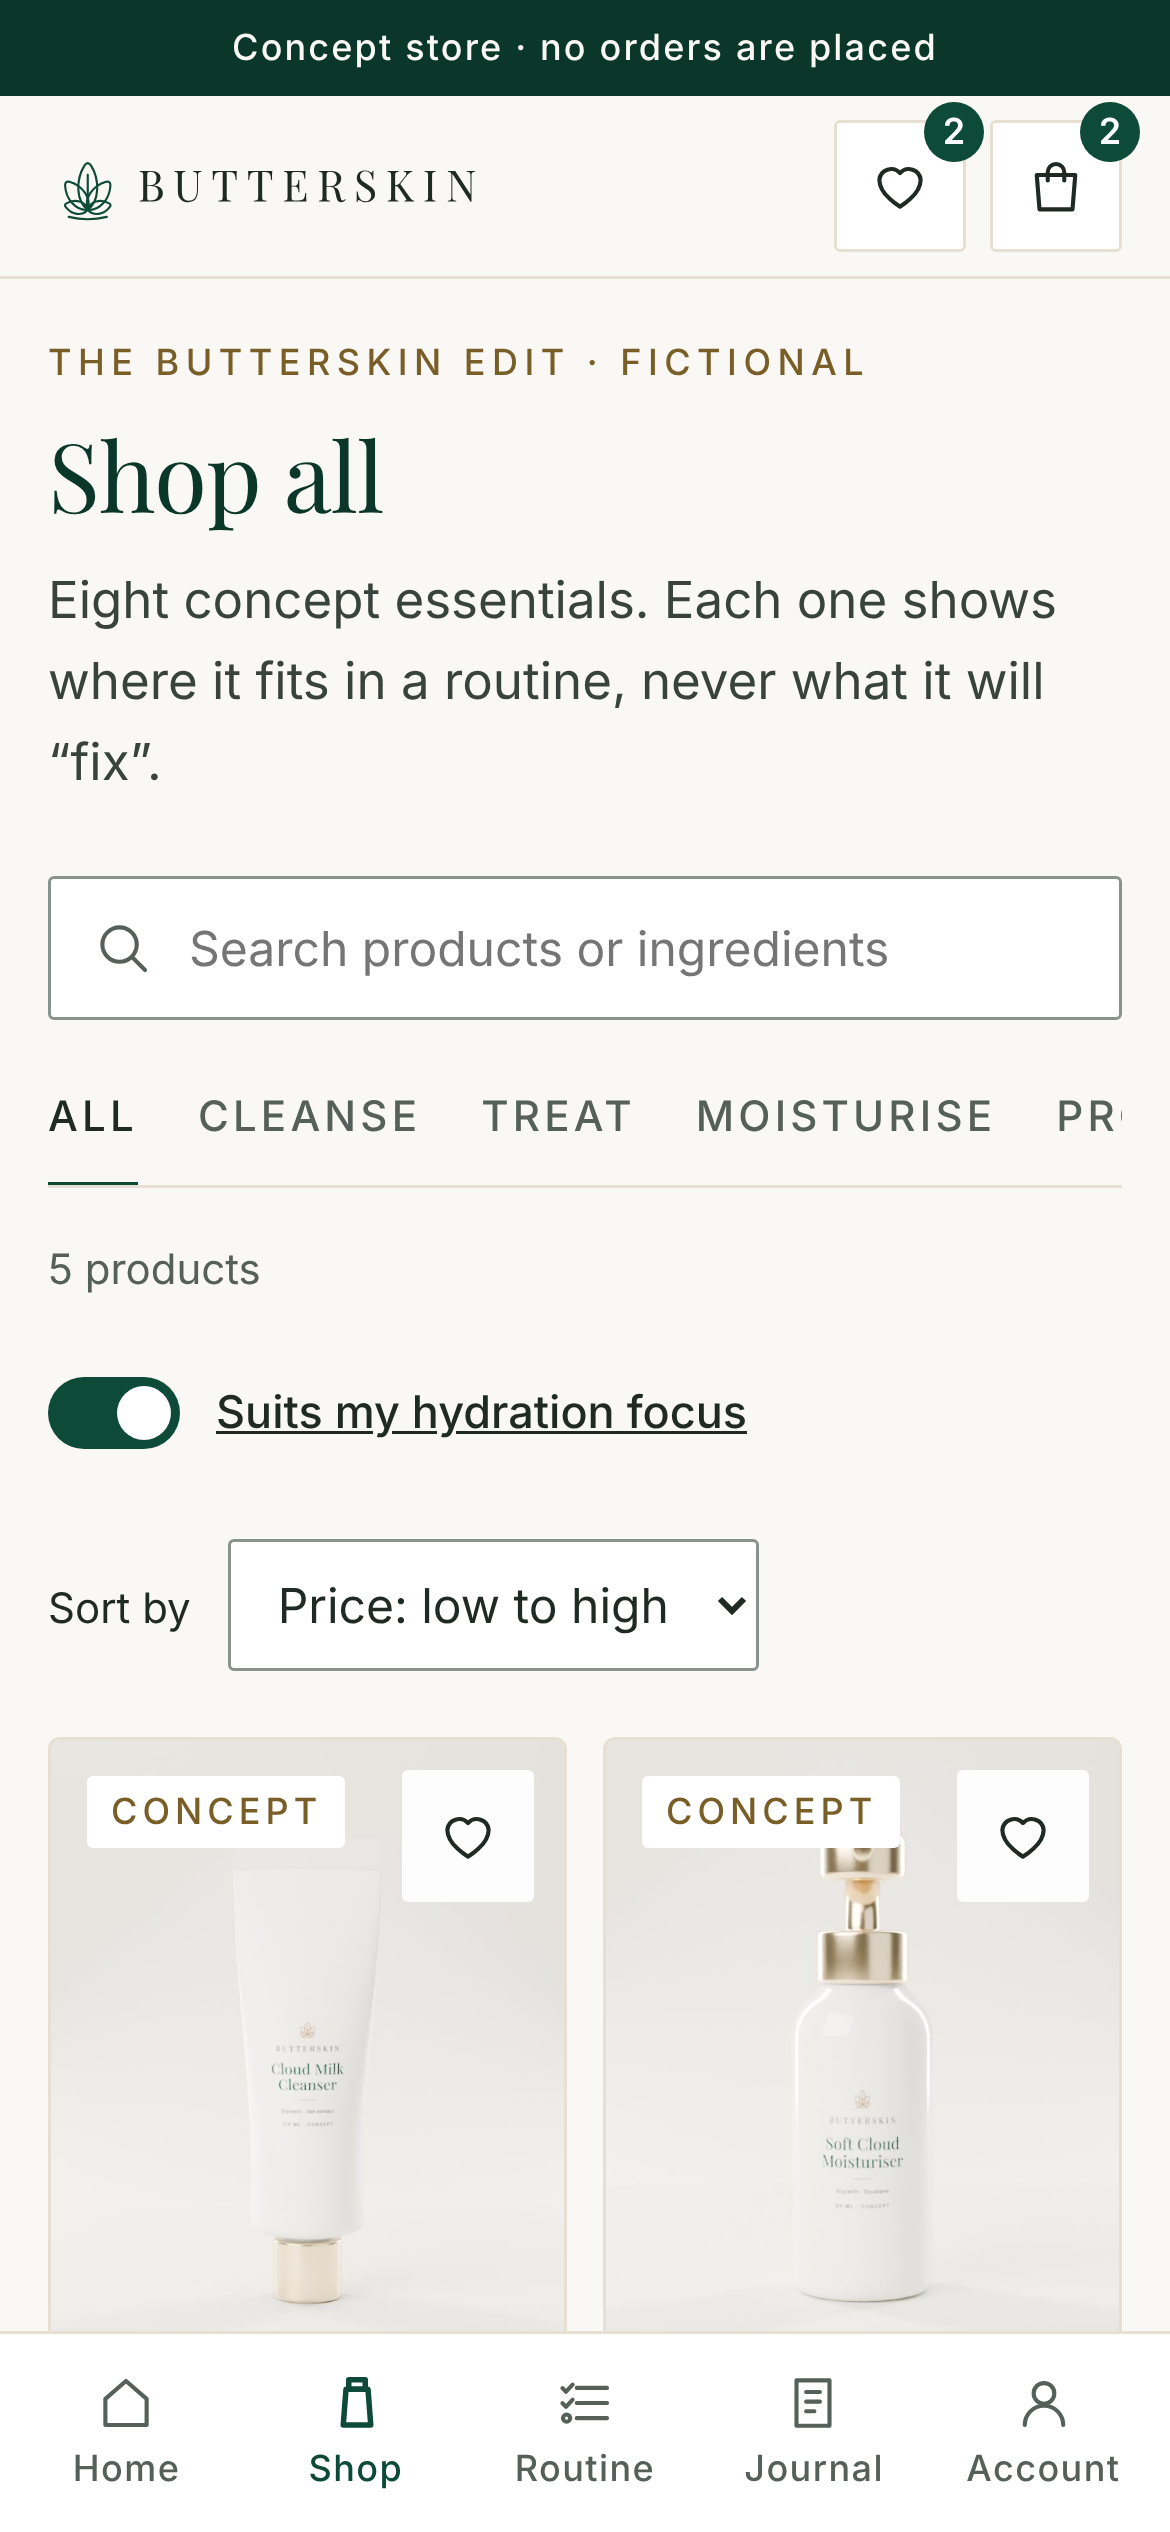 Concept store · no orders are placed
BUTTERSKIN
2
2
THE BUTTERSKIN EDIT · FICTIONAL
Shop all
Eight concept essentials. Each one shows
where it fits in a routine, never what it will
“fix”.
Search products or ingredients
ALL CLEANSE TREAT MOISTURISE
5 products
Suits my hydration focus
Sort by Price: low to high
CONCEPT
BUTTERSKIN
Cloud Milk
Cleanser
CONCEPT
BUTTERSKIN
Soft Cloud
Moisturiser
Home Shop Routine Journal Account